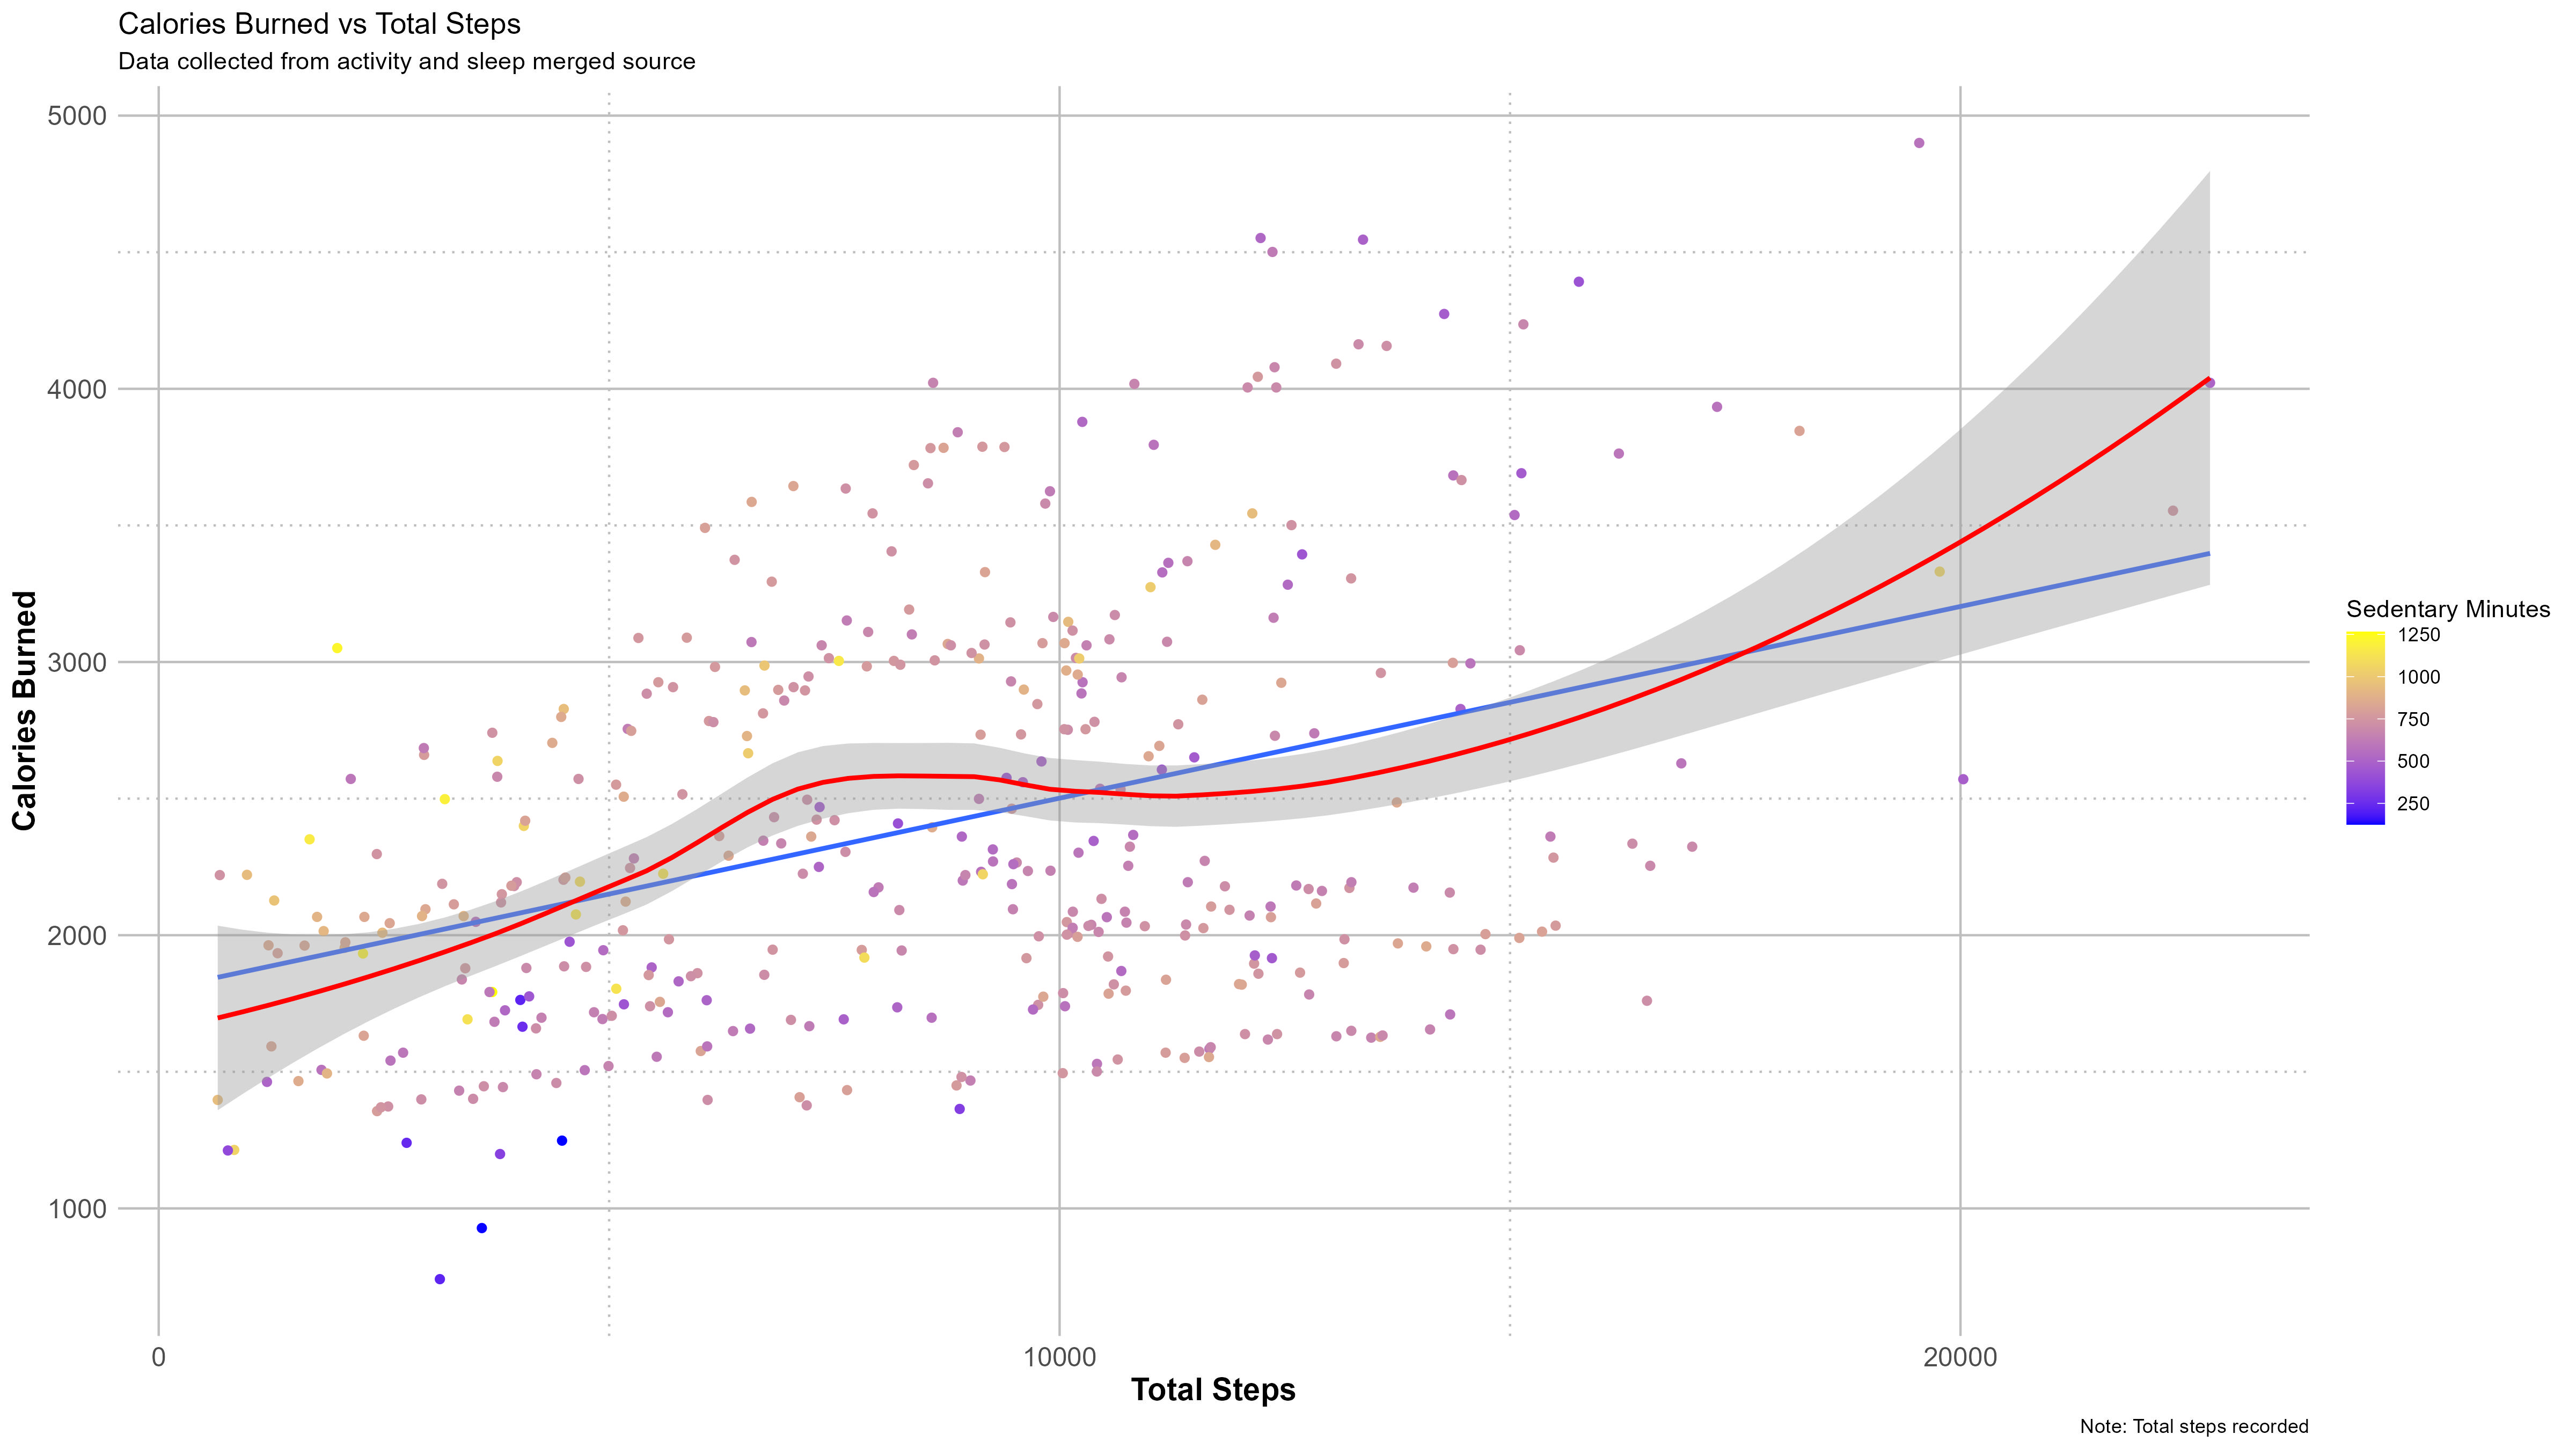 Calories Burned vs Total Steps
Data collected from activity and sleep merged source
5000
4000
3000
2000
1000
Calories Burned
0
10000
20000
Total Steps
Sedentary Minutes
1250
1000
750
500
250
Note: Total steps recorded